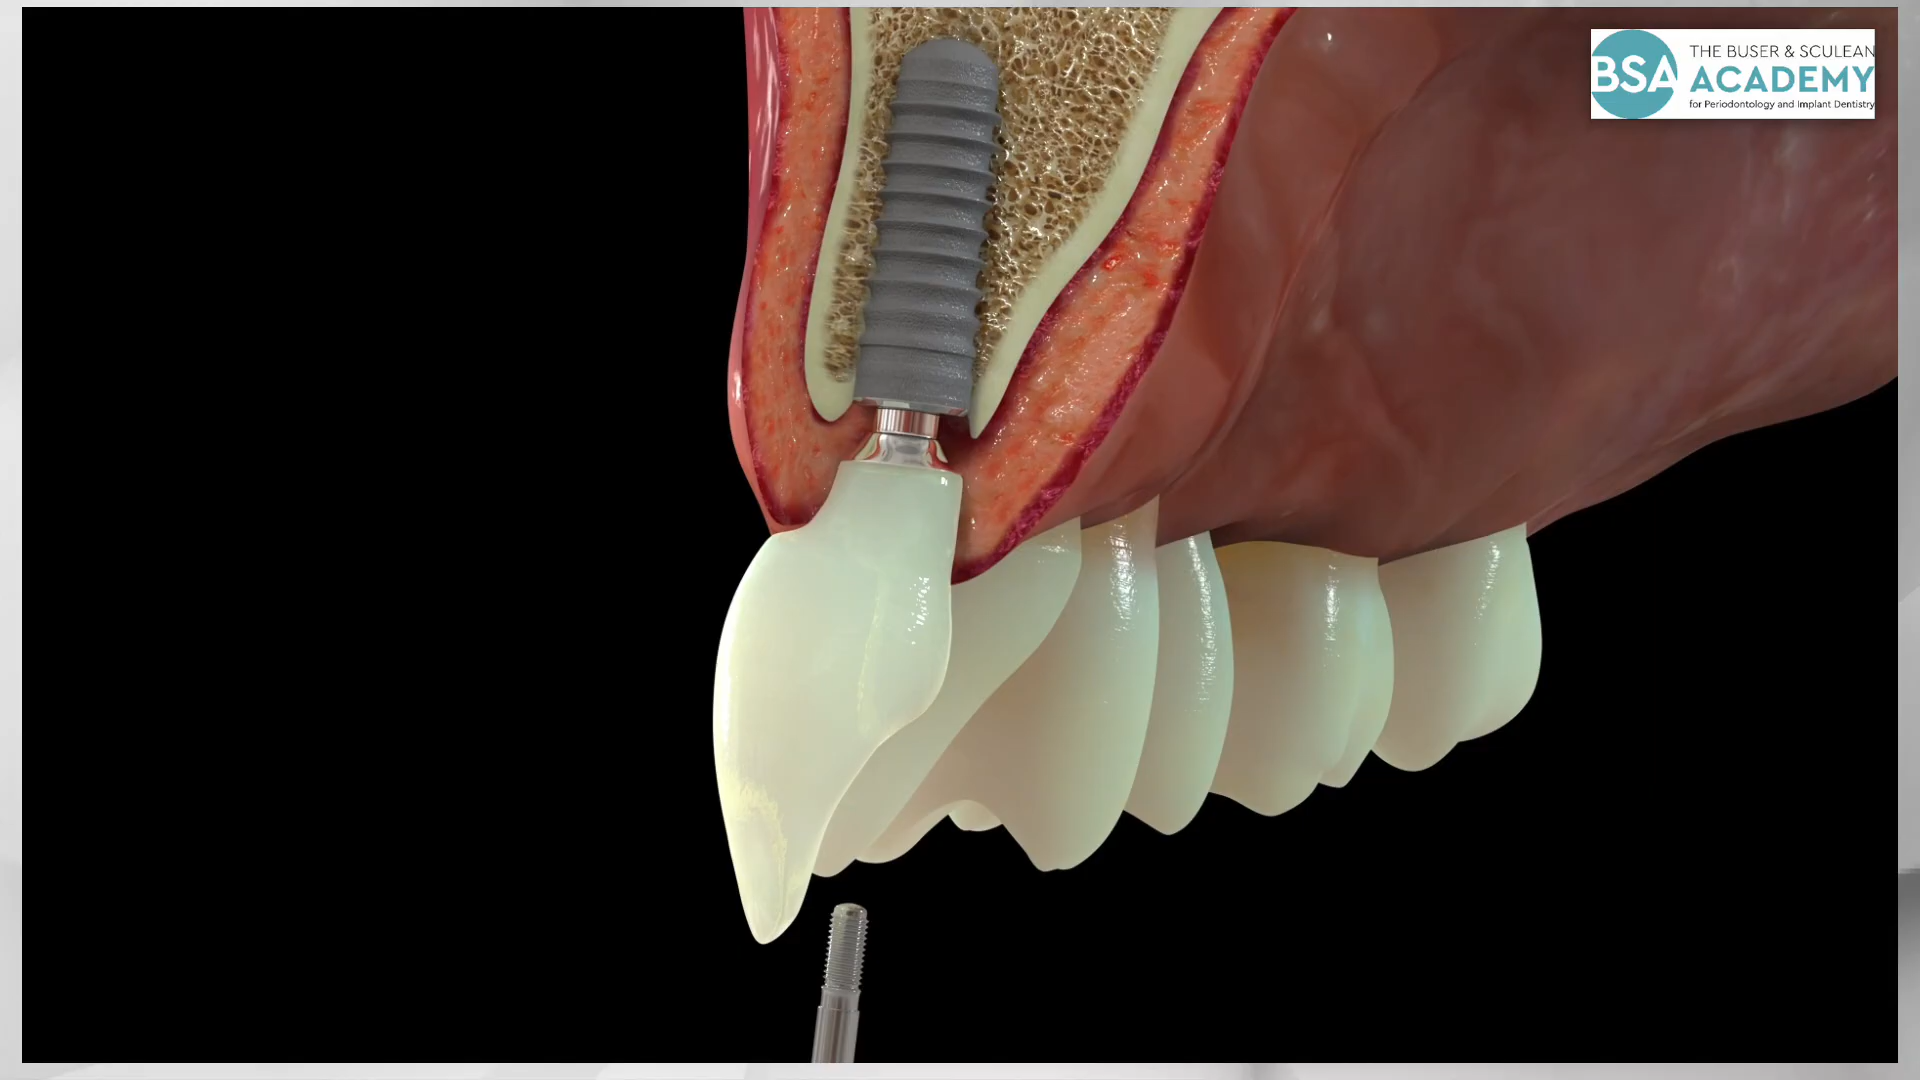 BSA
THE BUSER & SCULEAN
ACADEMY
for Periodontology and Implant Dentistry